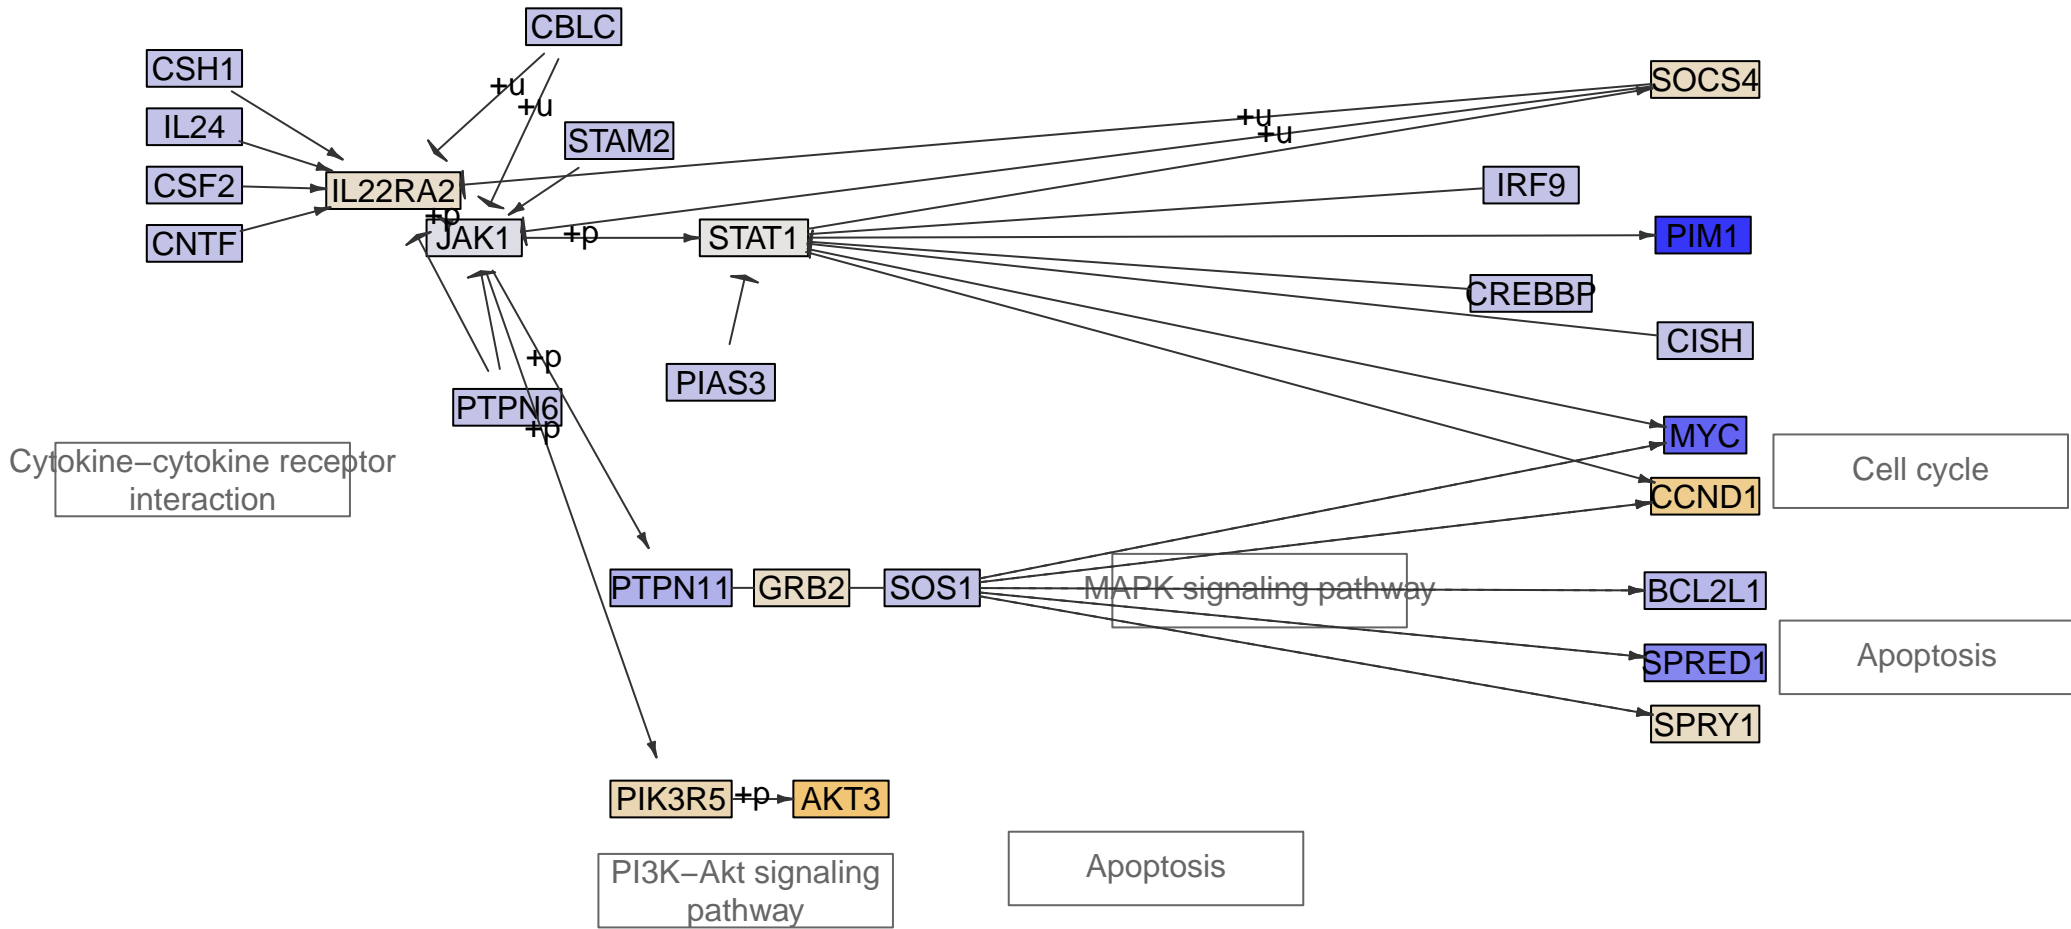 CBLC
CSH1
+u
SOCS4
+u
+u
IL24
STAM2
+u
CSF2
IL22RA2
IRF9
+p
CNTF
JAK1
+p
STAT1
PIM1
CREBBP
CISH
+p
PIAS3
PTPN6
+p
MYC
Cytokine−cytokine receptor
interaction
Cell cycle
CCND1
PTPN11
GRB2
SOS1
MAPK signaling pathway
BCL2L1
SPRED1
Apoptosis
SPRY1
PIK3R5
+p
AKT3
PI3K−Akt signaling
pathway
Apoptosis